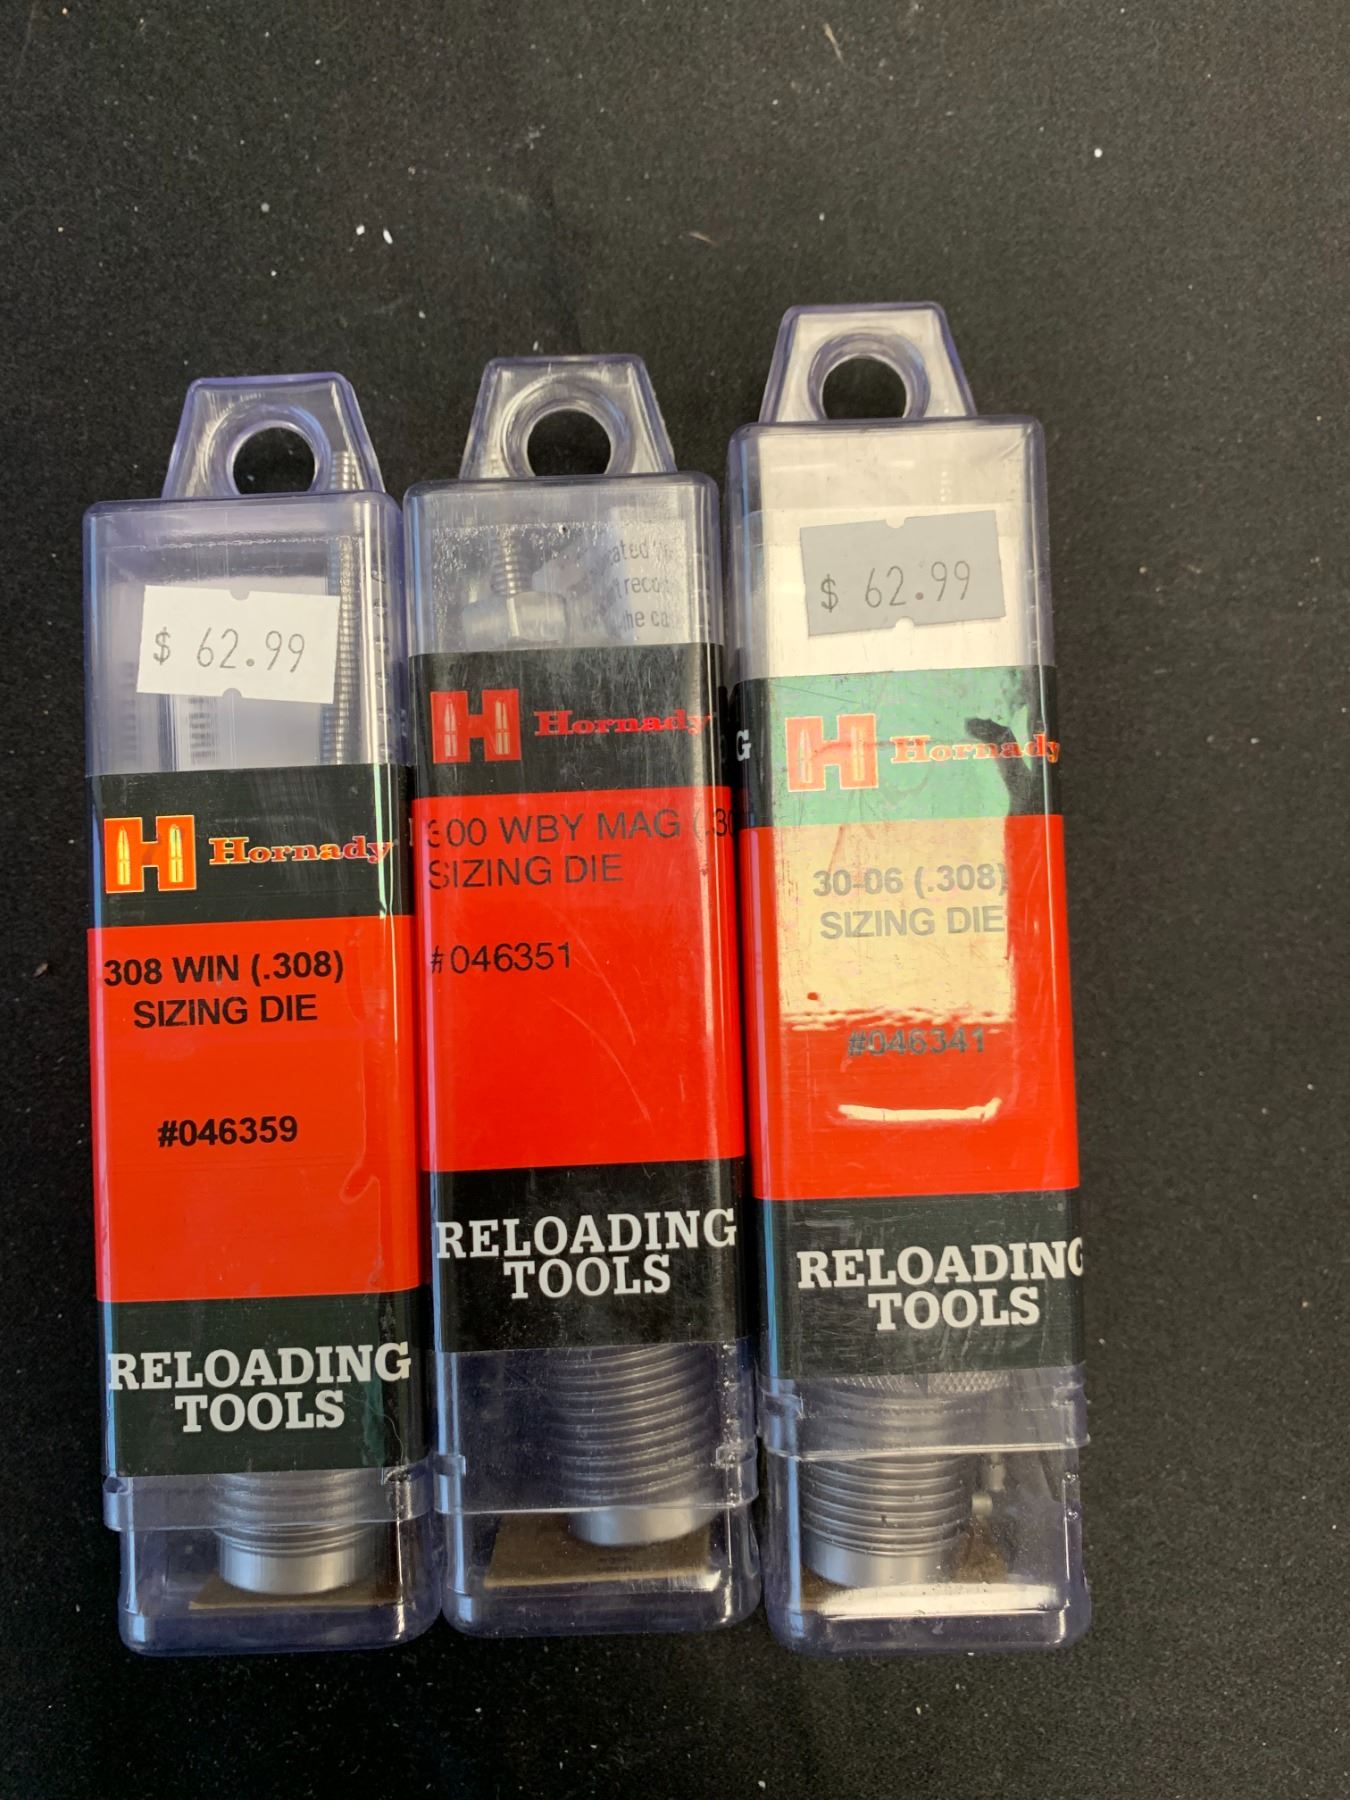 $ 62.99
Hornady
308 WIN (.308)
SIZING DIE
#046359
RELOADING
TOOLS
Hornady
300 WBY MAG (.30
SIZING DIE
#046351
RELOADING
TOOLS
$ 62.99
G
Hornady
30-06 (.308)
SIZING DIE
#046341
RELOADING
TOOLS